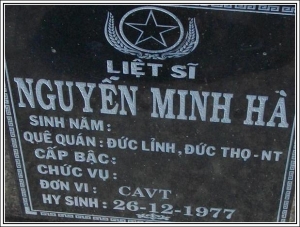 LIỆT SĨ
NGUYỄN MINH HÀ
SINH NĂM :
QUÊ QUÁN : ĐỨC LĨNH , ĐỨC THỌ - NT
CẤP BẬC :
CHỨC VỤ :
ĐƠN VI : CAVT
HY SINH : 26-12-1977